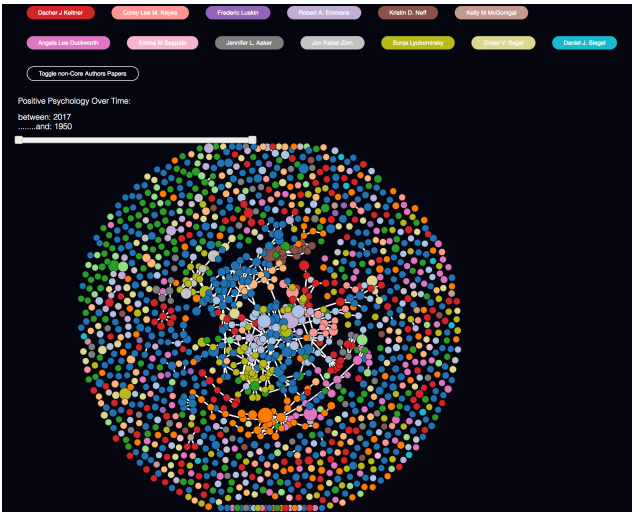 Dacher J Keltner Corey Lee M. Keyes Frederic Luskin Robert A. Emmons Kristin D. Neff Kelly M McGonigal
Angela Lee Duckworth Emma M Seppala Jennifer L. Aaker Jon Kabat-Zinn Sonja Lyubomirsky Zindel V. Segal Daniel J. Siegel
Toggle non-Core Authors Papers
Positive Psychology Over Time:
between: 2017
........and: 1950